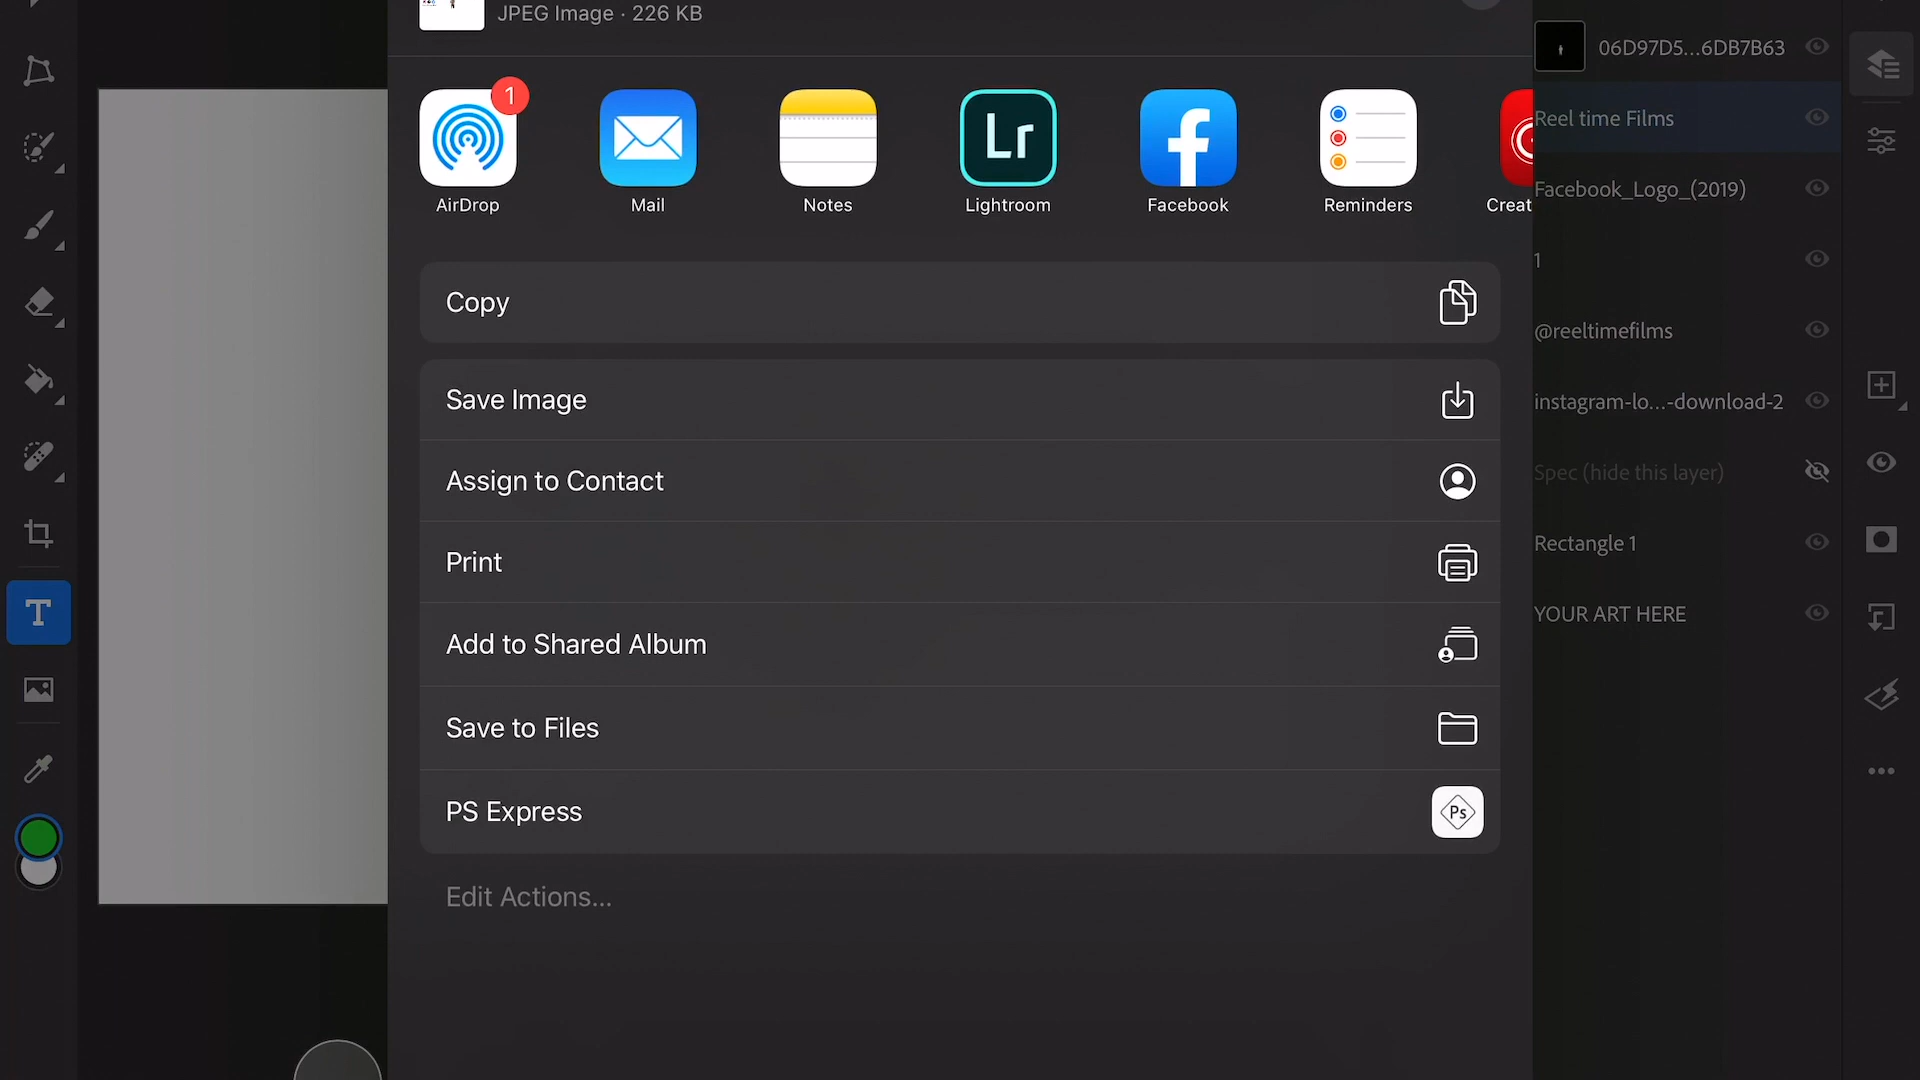 JPEG Image · 226 KB
06D97D5...6DB7B63
1
Lr
AirDrop
Mail
Notes
Lightroom
Facebook
Reminders
Creat
Reel time Films
Facebook_Logo_(2019)
1
@reeltimefilms
instagram-lo...-download-2
Spec (hide this layer)
Rectangle 1
YOUR ART HERE
Copy
Save Image
Assign to Contact
Print
Add to Shared Album
Save to Files
PS Express
Ps
Edit Actions...
T